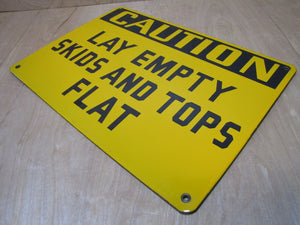 CAUTION
LAY EMPTY
SKIDS AND TOPS
FLAT